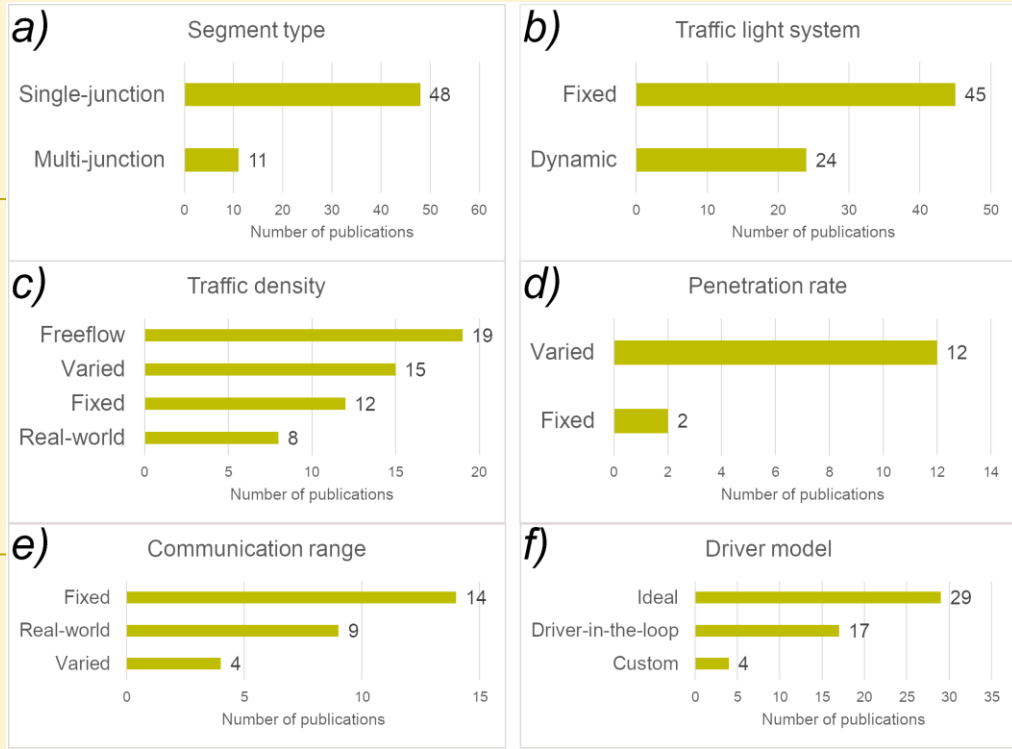 a)
Segment type
Single-junction 48
Multi-junction 11
0 10 20 30 40 50 60
Number of publications
b)
Traffic light system
Fixed 45
Dynamic 24
0 10 20 30 40 50
Number of publications
c)
Traffic density
Freeflow 19
Varied 15
Fixed 12
Real-world 8
0 5 10 15 20
Number of publications
d)
Penetration rate
Varied 12
Fixed 2
0 2 4 6 8 10 12 14
Number of publications
e)
Communication range
Fixed 14
Real-world 9
Varied 4
0 5 10 15
Number of publications
f)
Driver model
Ideal 29
Driver-in-the-loop 17
Custom 4
0 5 10 15 20 25 30 35
Number of publications